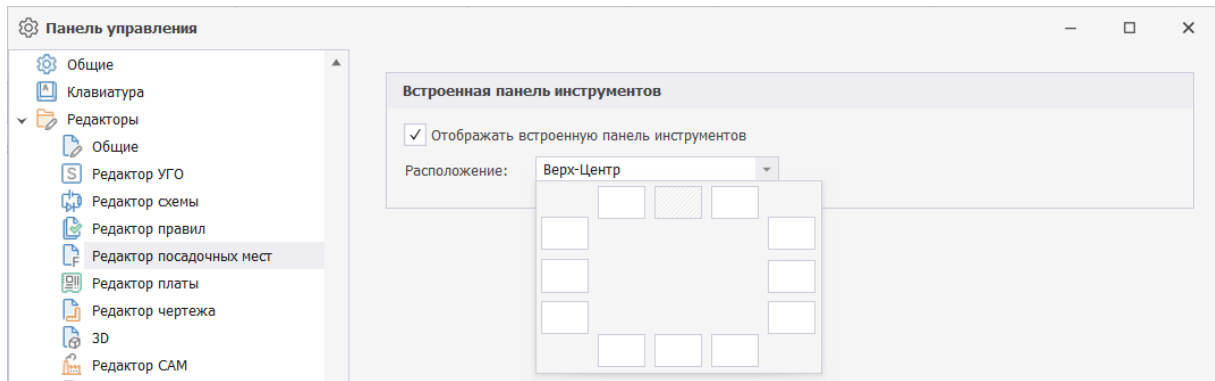 Панель управления
Общие
Клавиатура
Редакторы
Общие
Редактор УГО
Редактор схемы
Редактор правил
Редактор посадочных мест
Редактор платы
Редактор чертежа
3D
Редактор CAM
Встроенная панель инструментов
Отображать встроенную панель инструментов
Расположение: Верх-Центр